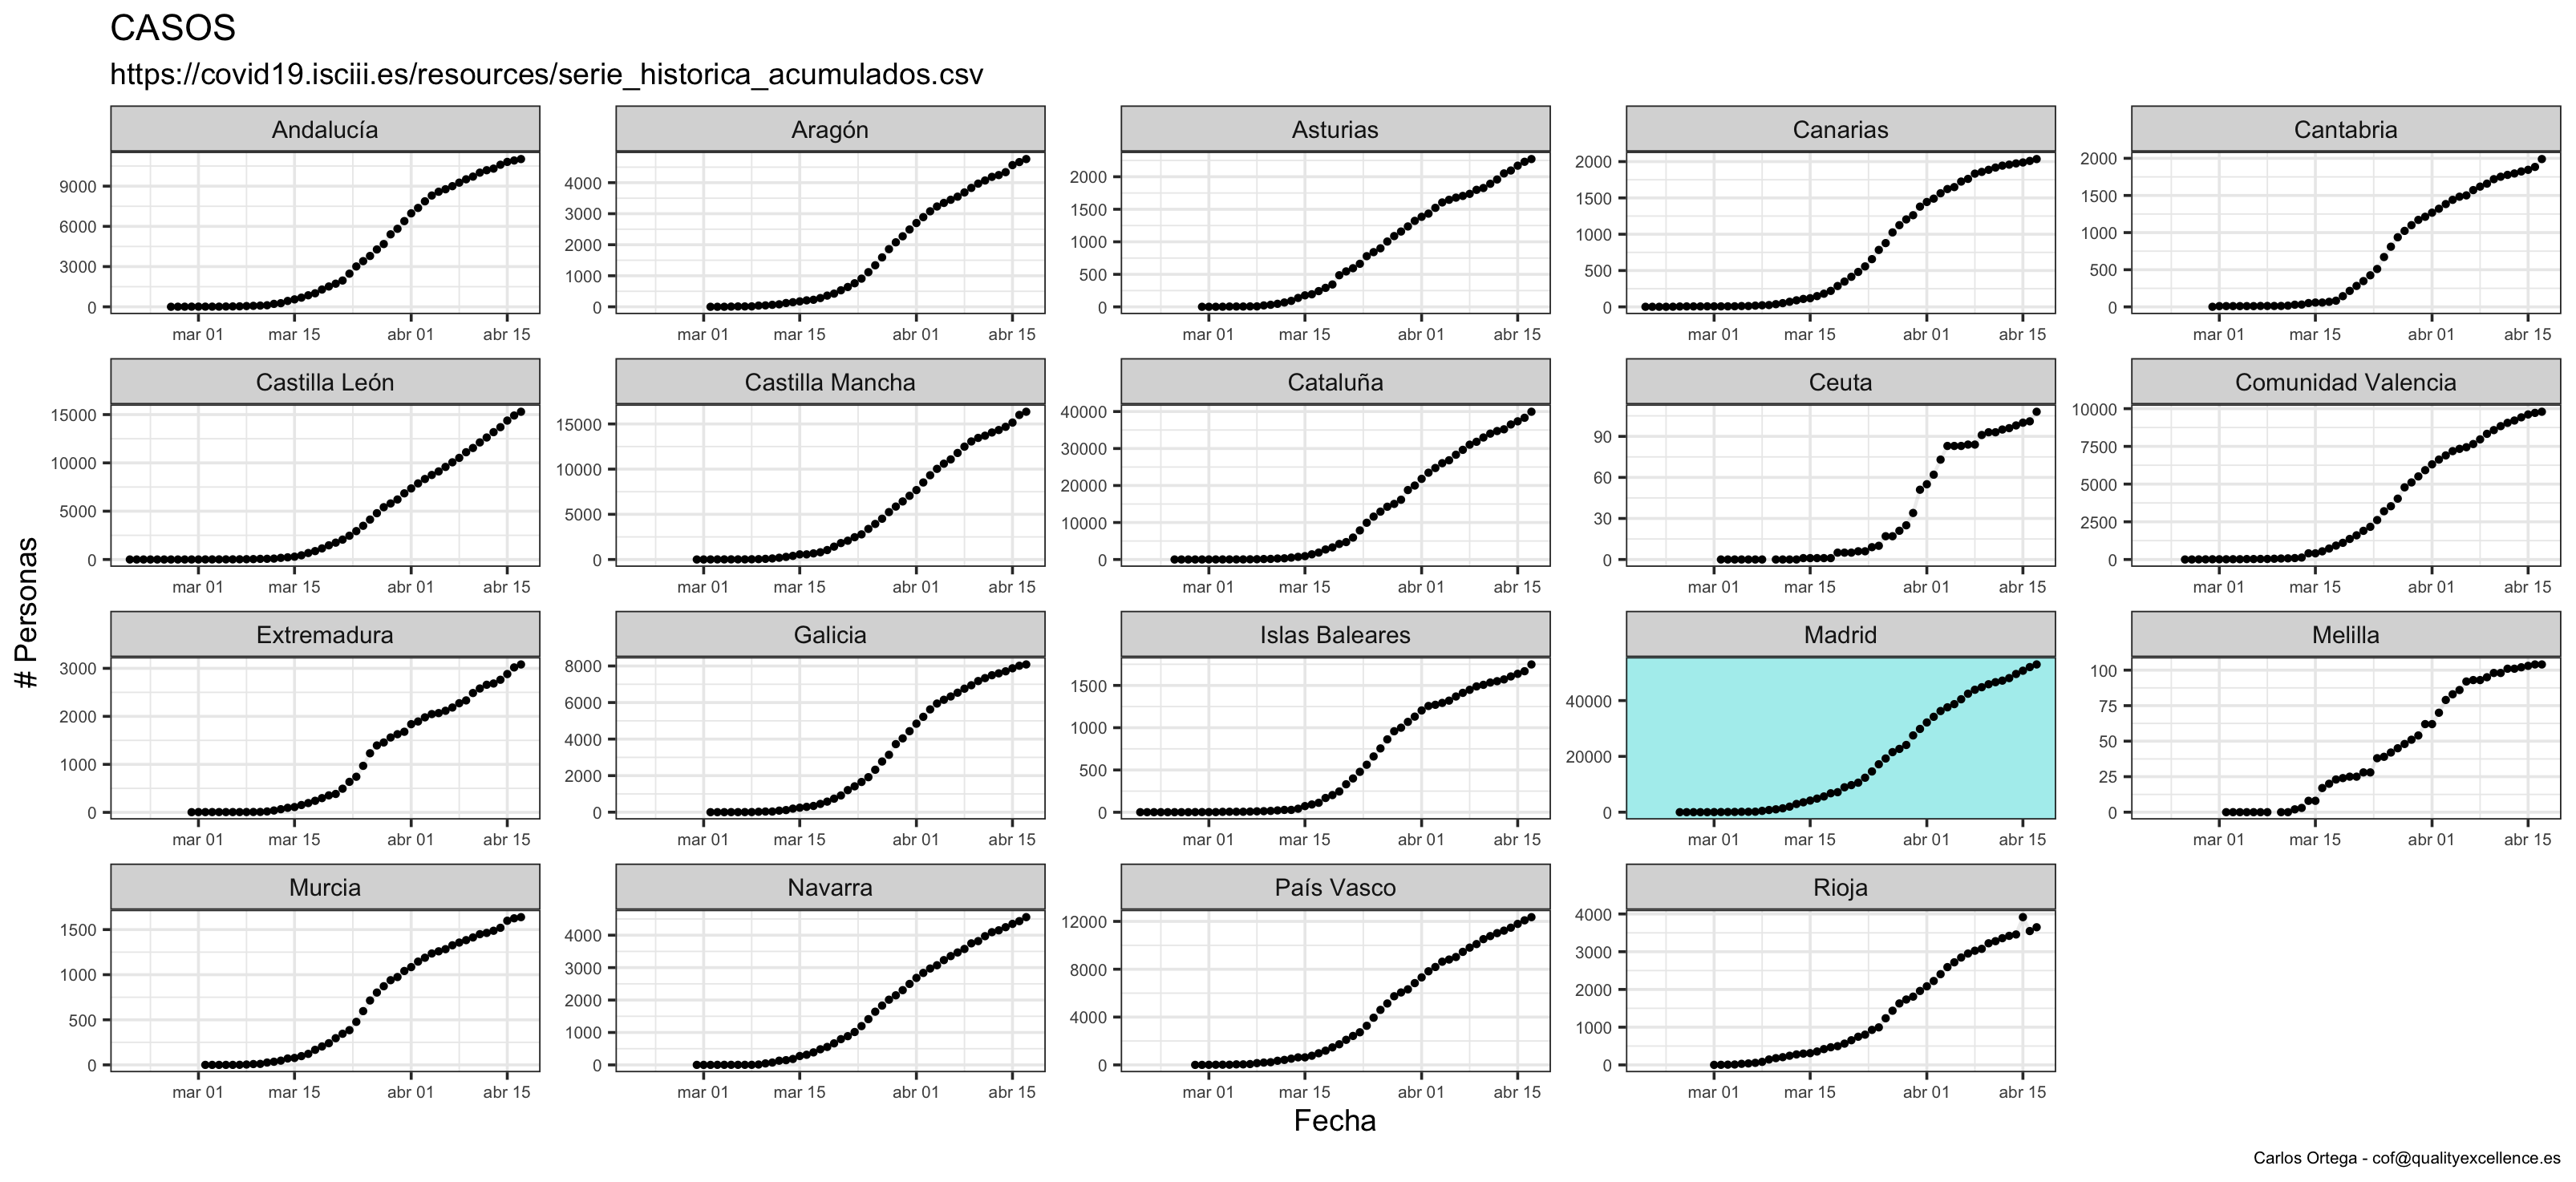 CASOS
https://covid19.isciii.es/resources/serie_historica_acumulados.csv
# Personas
Andalucía
9000
6000
3000
0
mar 01 mar 15 abr 01 abr 15
Aragón
4000
3000
2000
1000
0
mar 01 mar 15 abr 01 abr 15
Asturias
2000
1500
1000
500
0
mar 01 mar 15 abr 01 abr 15
Canarias
2000
1500
1000
500
0
mar 01 mar 15 abr 01 abr 15
Cantabria
2000
1500
1000
500
0
mar 01 mar 15 abr 01 abr 15
Castilla León
15000
10000
5000
0
mar 01 mar 15 abr 01 abr 15
Castilla Mancha
15000
10000
5000
0
mar 01 mar 15 abr 01 abr 15
Cataluña
40000
30000
20000
10000
0
mar 01 mar 15 abr 01 abr 15
Ceuta
90
60
30
0
mar 01 mar 15 abr 01 abr 15
Comunidad Valencia
10000
7500
5000
2500
0
mar 01 mar 15 abr 01 abr 15
Extremadura
3000
2000
1000
0
mar 01 mar 15 abr 01 abr 15
Galicia
8000
6000
4000
2000
0
mar 01 mar 15 abr 01 abr 15
Islas Baleares
1500
1000
500
0
mar 01 mar 15 abr 01 abr 15
Madrid
40000
20000
0
mar 01 mar 15 abr 01 abr 15
Melilla
100
75
50
25
0
mar 01 mar 15 abr 01 abr 15
Murcia
1500
1000
500
0
mar 01 mar 15 abr 01 abr 15
Navarra
4000
3000
2000
1000
0
mar 01 mar 15 abr 01 abr 15
País Vasco
12000
8000
4000
0
mar 01 mar 15 abr 01 abr 15
Rioja
4000
3000
2000
1000
0
mar 01 mar 15 abr 01 abr 15
Fecha
Carlos Ortega - cof@qualityexcellence.es